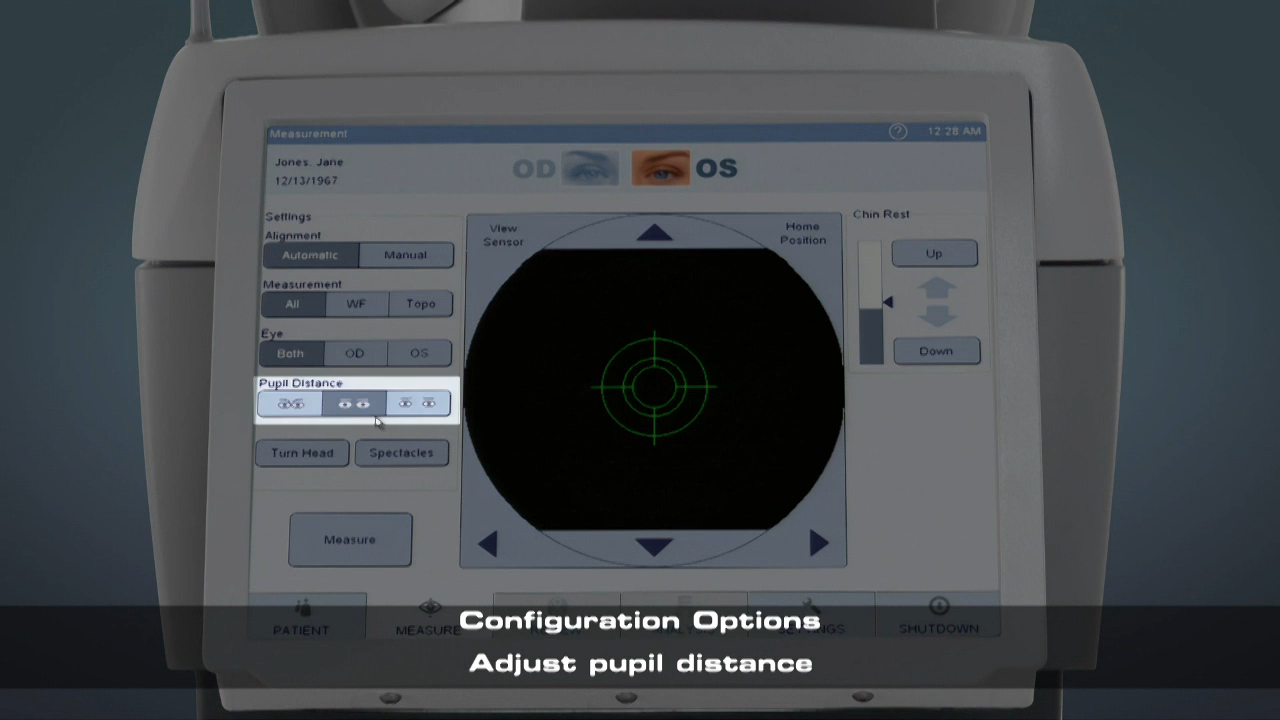 Measurement
? 12:28 AM
Jones, Jane
12/13/1967
OD OS
Settings
Alignment
Automatic Manual
Measurement
All WF Topo
Eye
Both OD OS
Pupil Distance
Turn Head Spectacles
Measure
View
Sensor
Home
Position
Chin Rest
Up
Down
PATIENT MEASURE SETTINGS SHUTDOWN
Configuration Options
Adjust pupil distance